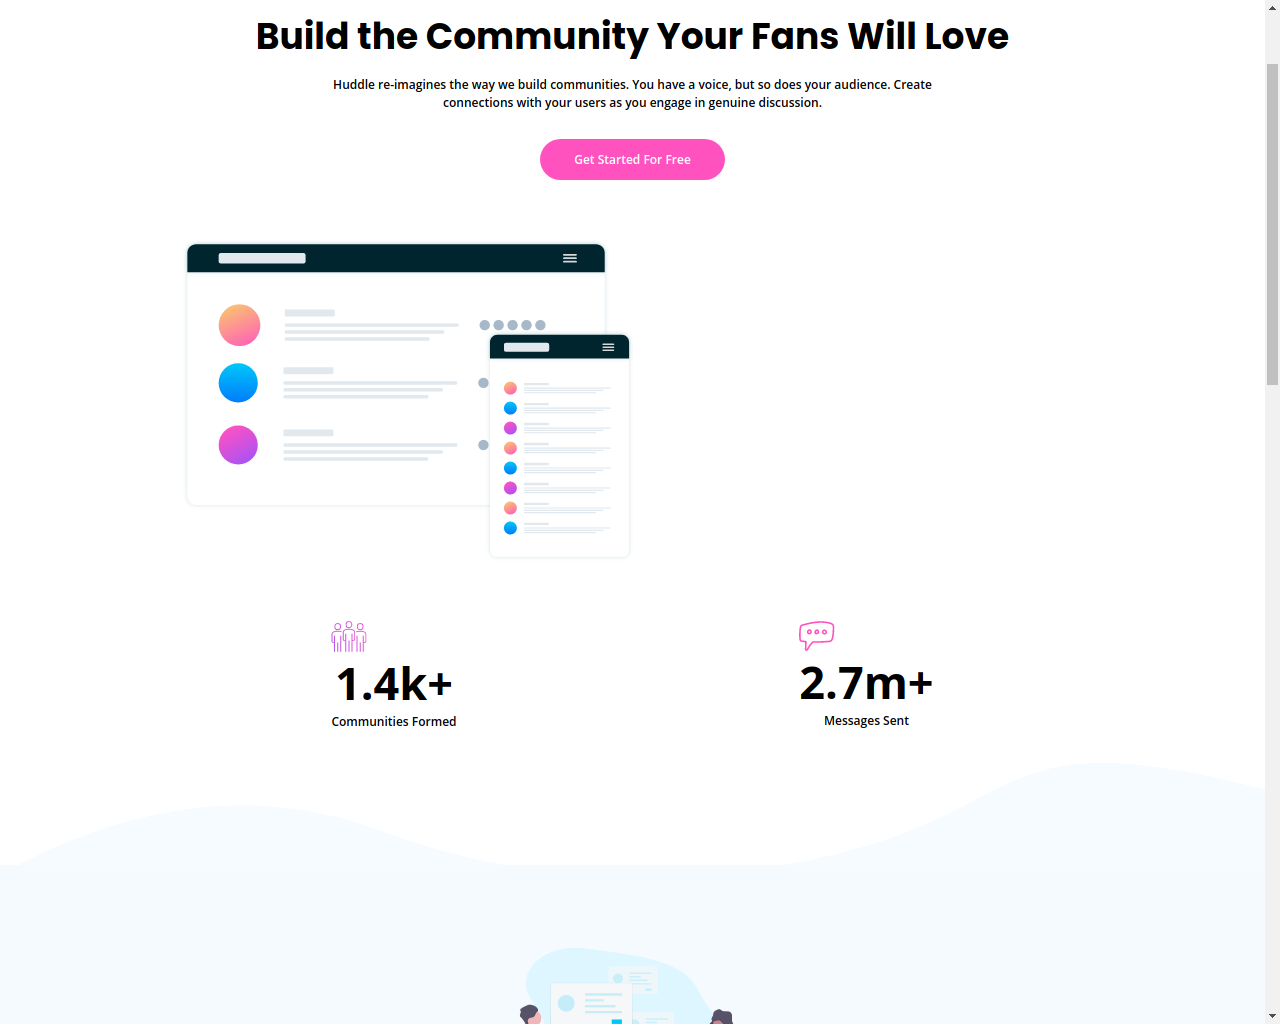 Build the Community Your Fans Will Love
Huddle re-imagines the way we build communities. You have a voice, but so does your audience. Create
connections with your users as you engage in genuine discussion.
Get Started For Free
1.4k+
Communities Formed
2.7m+
Messages Sent